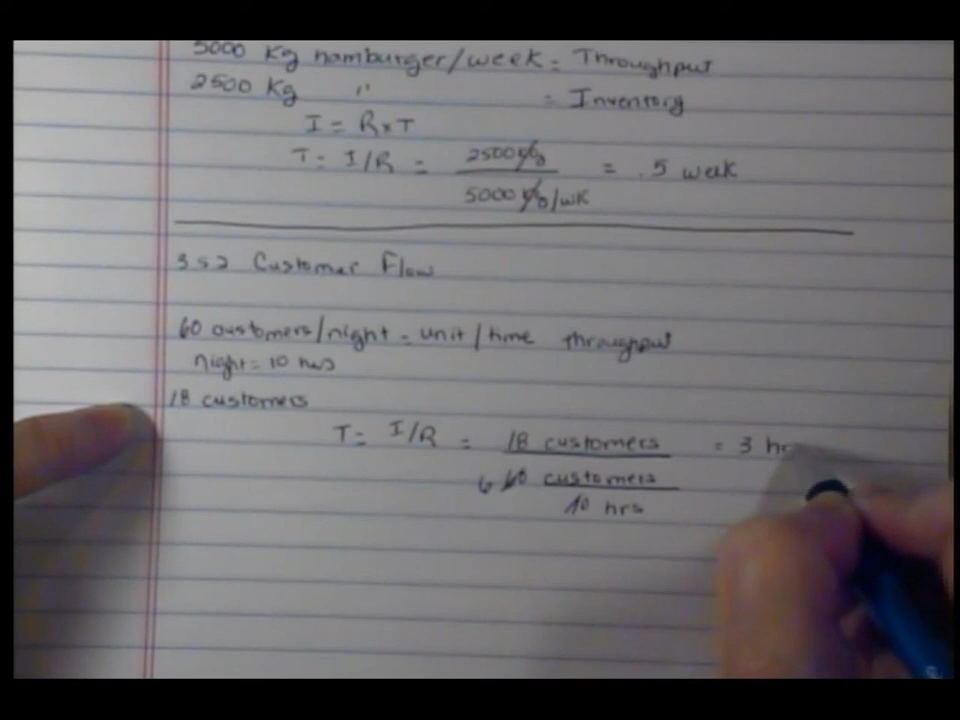 5000 Kg hamburger/week = Throughput
2500 Kg " = Inventory
I = R x T
T = I/R = 2500 kg / 5000 kg/wk = .5 week
3.2 Customer Flow
60 customers/night = unit/time throughput
night = 10 hrs
18 customers
T = I/R = 18 customers = 3 hr
6 60 customers
10 hrs